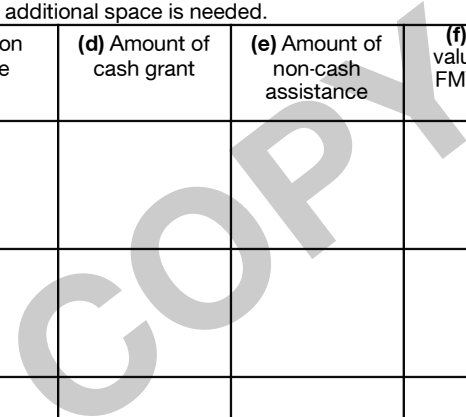 additional space is needed.
on (d) Amount of (e) Amount of (f)
e cash grant non-cash valu
assistance FM
COPY